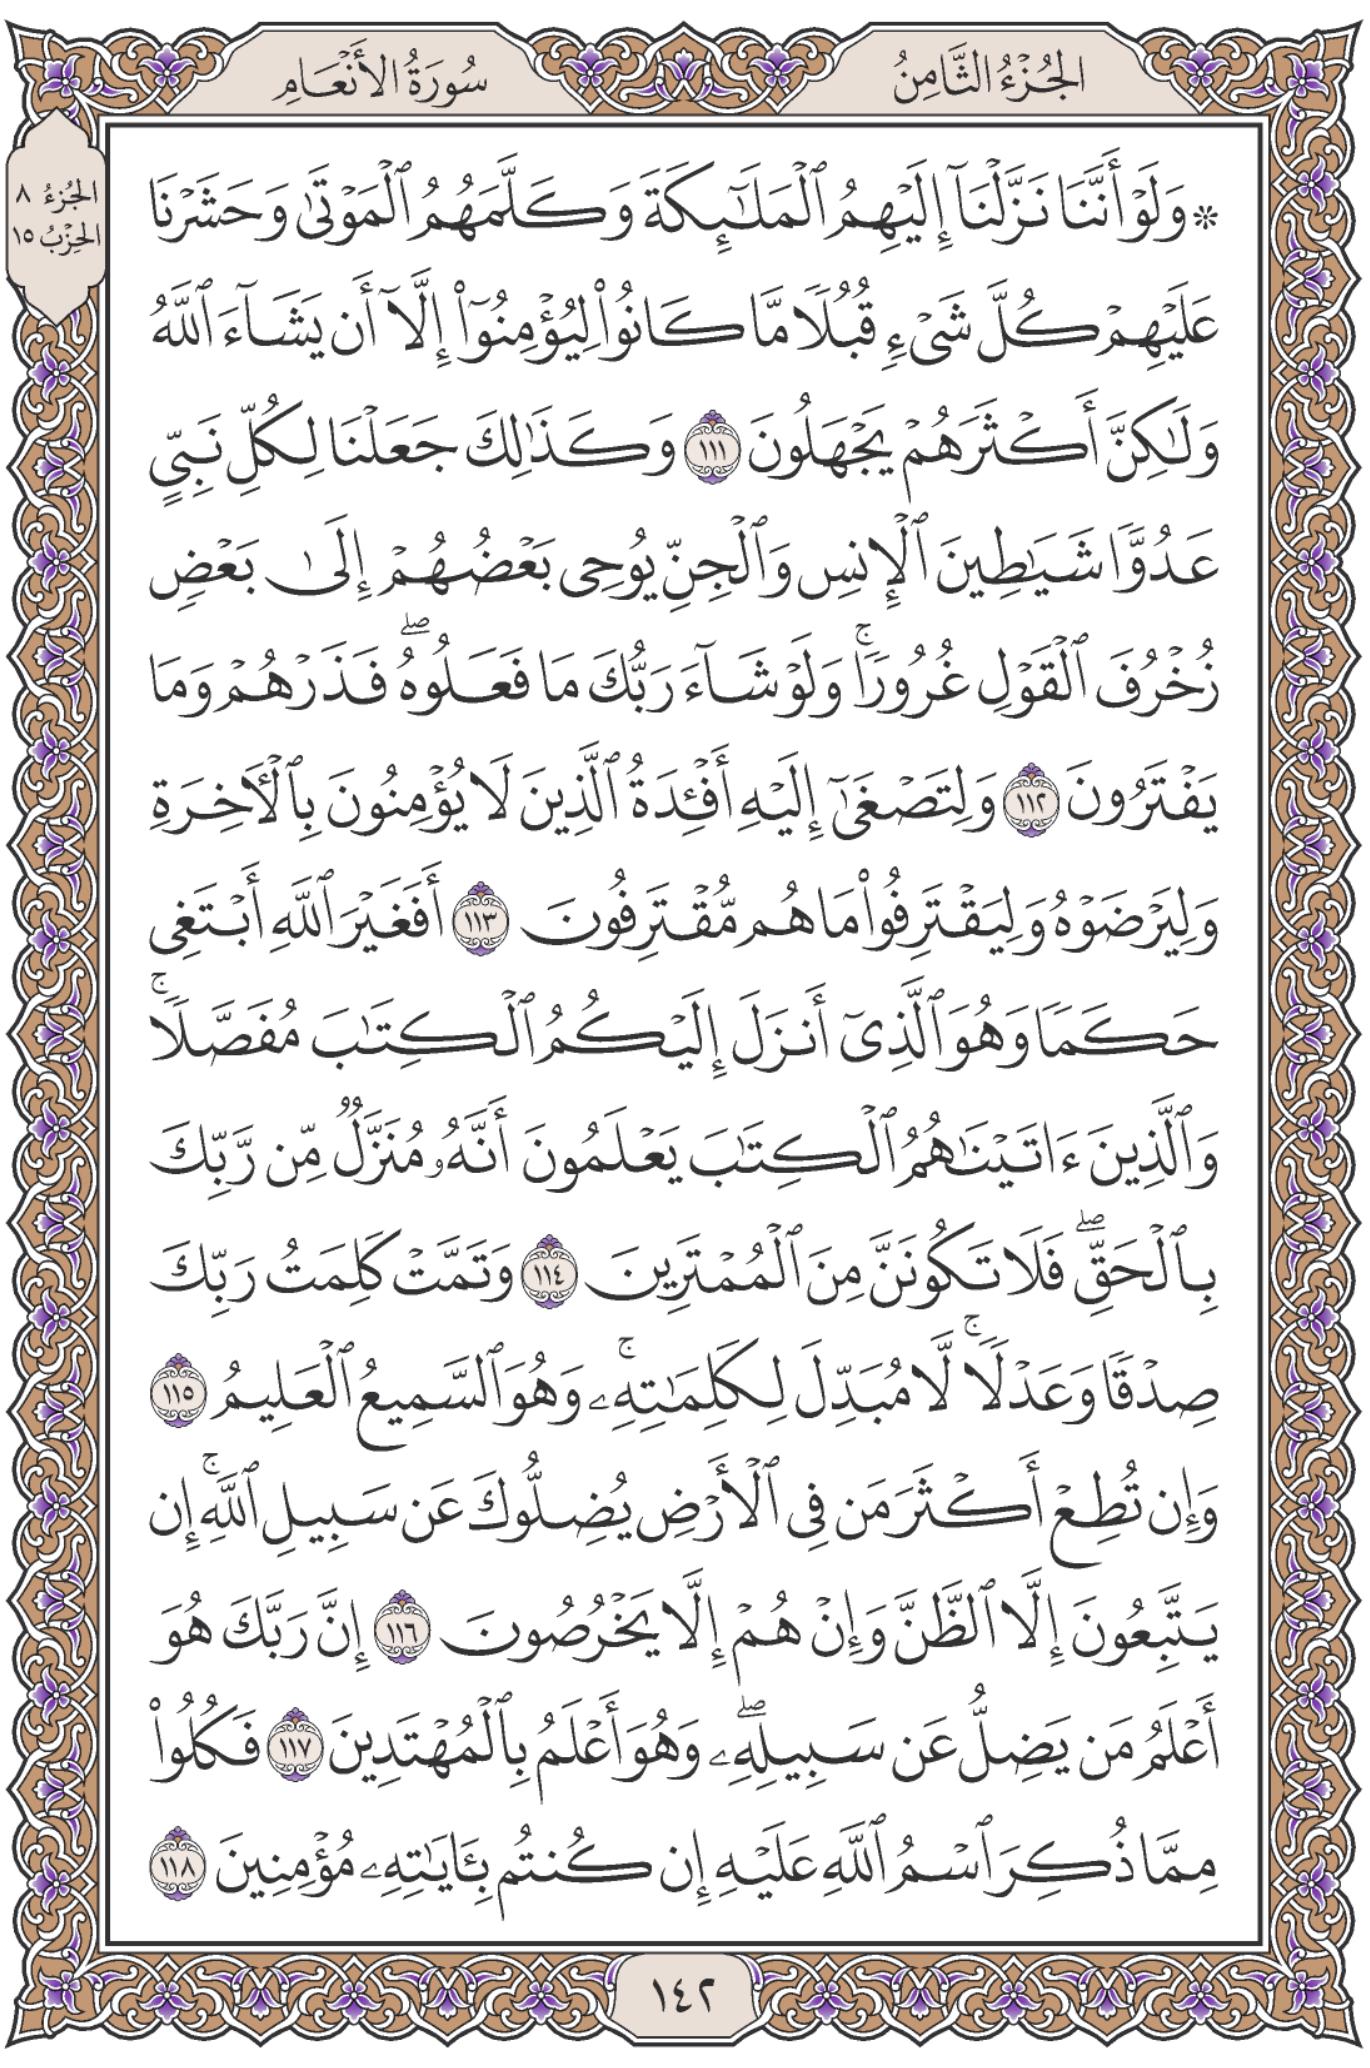 الجُزْءُ الثَّامِنُ
سُورَةُ الأَنْعَامِ
الجُزْءُ ٨
الحِزْبُ ١٥
۞ وَلَوْ أَنَّنَا نَزَّلْنَآ إِلَيْهِمُ ٱلْمَلَٰٓئِكَةَ وَكَلَّمَهُمُ ٱلْمَوْتَىٰ وَحَشَرْنَا
عَلَيْهِمْ كُلَّ شَىْءٍ قُبُلًا مَّا كَانُوا۟ لِيُؤْمِنُوٓا۟ إِلَّآ أَن يَشَآءَ ٱللَّهُ
وَلَٰكِنَّ أَكْثَرَهُمْ يَجْهَلُونَ ١١١ وَكَذَٰلِكَ جَعَلْنَا لِكُلِّ نَبِىٍّ
عَدُوًّا شَيَٰطِينَ ٱلْإِنسِ وَٱلْجِنِّ يُوحِى بَعْضُهُمْ إِلَىٰ بَعْضٍ
زُخْرُفَ ٱلْقَوْلِ غُرُورًا ۚ وَلَوْ شَآءَ رَبُّكَ مَا فَعَلُوهُ ۖ فَذَرْهُمْ وَمَا
يَفْتَرُونَ ١١٢ وَلِتَصْغَىٰٓ إِلَيْهِ أَفْـِٔدَةُ ٱلَّذِينَ لَا يُؤْمِنُونَ بِٱلْـَٔاخِرَةِ
وَلِيَرْضَوْهُ وَلِيَقْتَرِفُوا۟ مَا هُم مُّقْتَرِفُونَ ١١٣ أَفَغَيْرَ ٱللَّهِ أَبْتَغِى
حَكَمًا وَهُوَ ٱلَّذِىٓ أَنزَلَ إِلَيْكُمُ ٱلْكِتَٰبَ مُفَصَّلًا ۚ
وَٱلَّذِينَ ءَاتَيْنَٰهُمُ ٱلْكِتَٰبَ يَعْلَمُونَ أَنَّهُۥ مُنَزَّلٌ مِّن رَّبِّكَ
بِٱلْحَقِّ ۖ فَلَا تَكُونَنَّ مِنَ ٱلْمُمْتَرِينَ ١١٤ وَتَمَّتْ كَلِمَتُ رَبِّكَ
صِدْقًا وَعَدْلًا ۚ لَّا مُبَدِّلَ لِكَلِمَٰتِهِۦ ۚ وَهُوَ ٱلسَّمِيعُ ٱلْعَلِيمُ ١١٥
وَإِن تُطِعْ أَكْثَرَ مَن فِى ٱلْأَرْضِ يُضِلُّوكَ عَن سَبِيلِ ٱللَّهِ ۚ إِن
يَتَّبِعُونَ إِلَّا ٱلظَّنَّ وَإِنْ هُمْ إِلَّا يَخْرُصُونَ ١١٦ إِنَّ رَبَّكَ هُوَ
أَعْلَمُ مَن يَضِلُّ عَن سَبِيلِهِۦ ۖ وَهُوَ أَعْلَمُ بِٱلْمُهْتَدِينَ ١١٧ فَكُلُوا۟
مِمَّا ذُكِرَ ٱسْمُ ٱللَّهِ عَلَيْهِ إِن كُنتُم بِـَٔايَٰتِهِۦ مُؤْمِنِينَ ١١٨
١٤٢